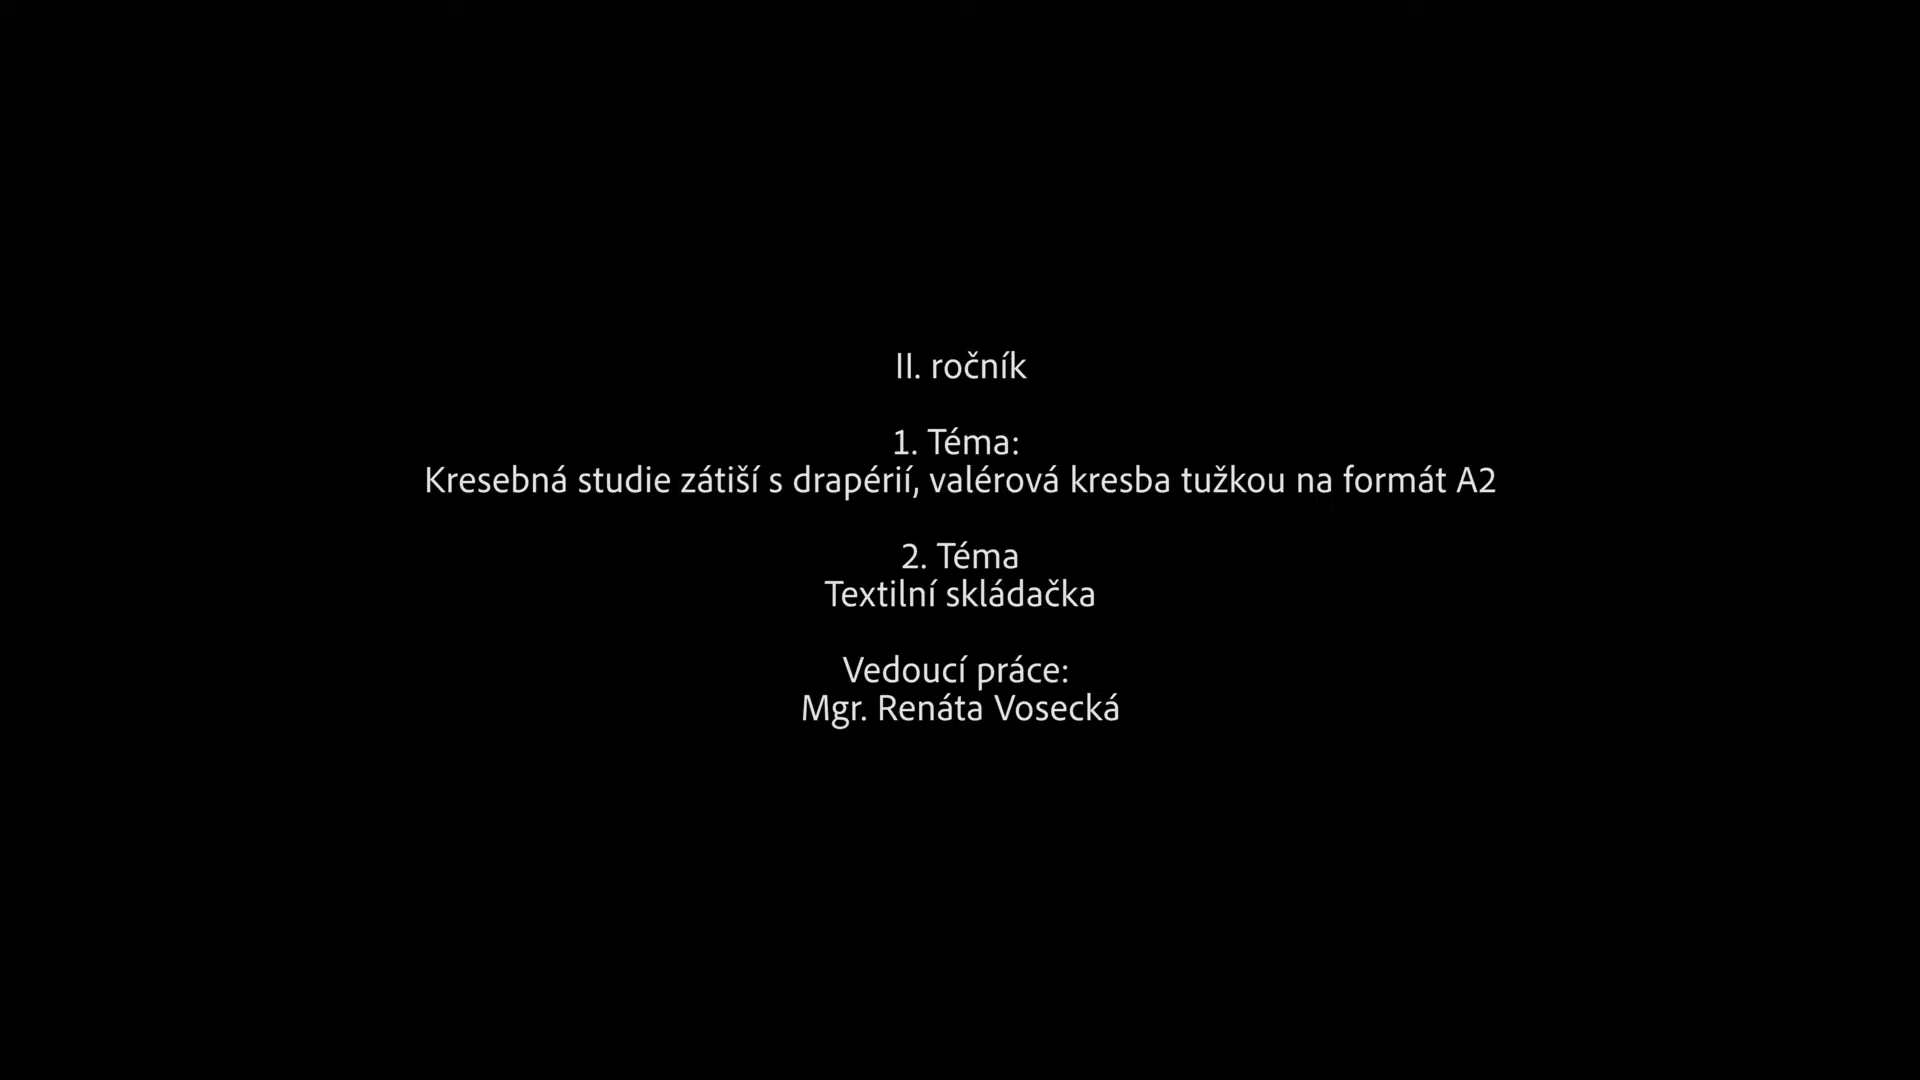 II. ročník
1. Téma:
Kresebná studie zátiší s drapérií, valérová kresba tužkou na formát A2
2. Téma
Textilní skládačka
Vedoucí práce:
Mgr. Renáta Vosecká